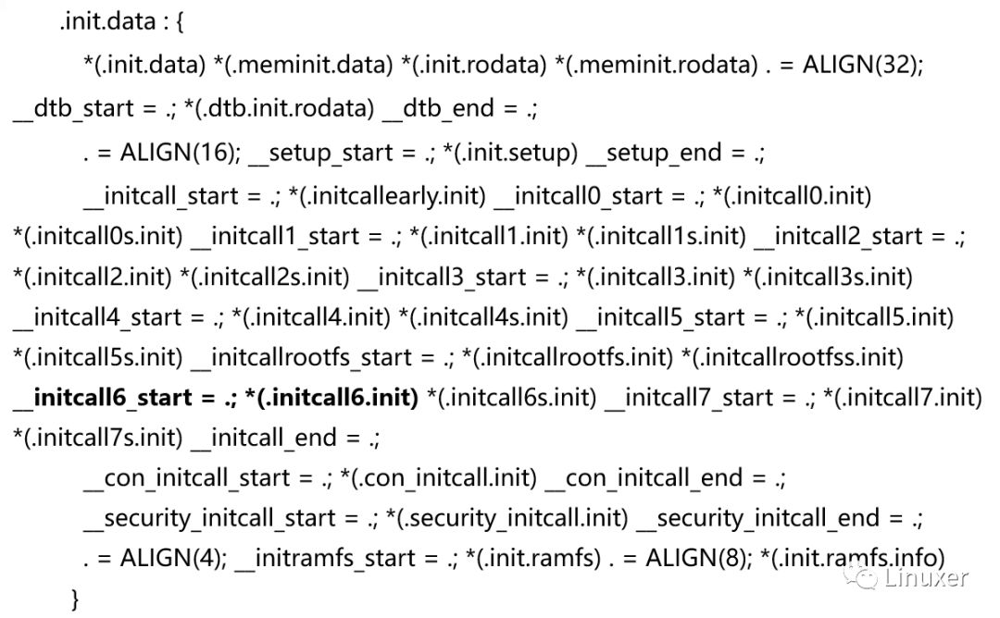 .init.data : {
*(.init.data) *(.meminit.data) *(.init.rodata) *(.meminit.rodata) . = ALIGN(32);
__dtb_start = .; *(.dtb.init.rodata) __dtb_end = .;
. = ALIGN(16); __setup_start = .; *(.init.setup) __setup_end = .;
__initcall_start = .; *(.initcallearly.init) __initcall0_start = .; *(.initcall0.init)
*(.initcall0s.init) __initcall1_start = .; *(.initcall1.init) *(.initcall1s.init) __initcall2_start = .;
*(.initcall2.init) *(.initcall2s.init) __initcall3_start = .; *(.initcall3.init) *(.initcall3s.init)
__initcall4_start = .; *(.initcall4.init) *(.initcall4s.init) __initcall5_start = .; *(.initcall5.init)
*(.initcall5s.init) __initcallrootfs_start = .; *(.initcallrootfs.init) *(.initcallrootfss.init)
__initcall6_start = .; *(.initcall6.init) *(.initcall6s.init) __initcall7_start = .; *(.initcall7.init)
*(.initcall7s.init) __initcall_end = .;
__con_initcall_start = .; *(.con_initcall.init) __con_initcall_end = .;
__security_initcall_start = .; *(.security_initcall.init) __security_initcall_end = .;
. = ALIGN(4); __initramfs_start = .; *(.init.ramfs) . = ALIGN(8); *(.init.ramfs.info)
}
Linuxer